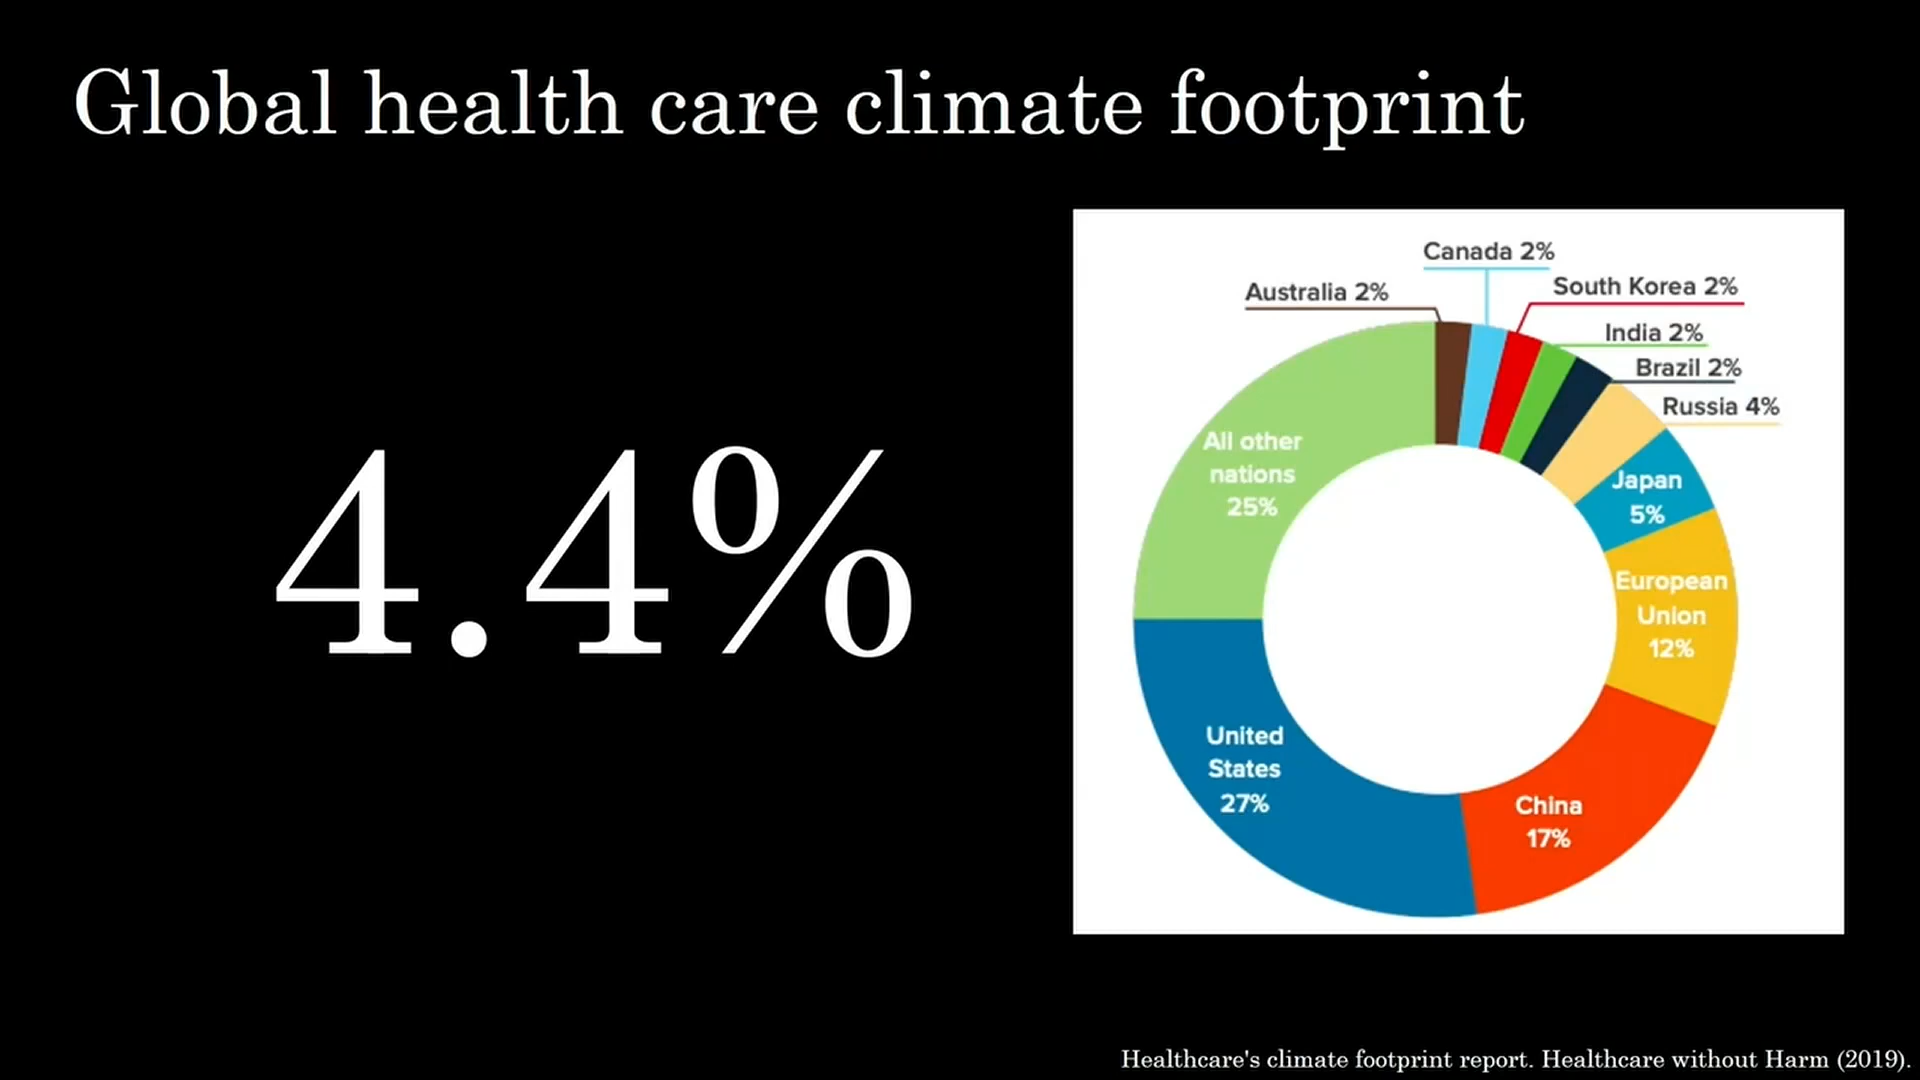 Global health care climate footprint
4.4%
Canada 2%
Australia 2%
South Korea 2%
India 2%
Brazil 2%
Russia 4%
All other
nations
25%
Japan
5%
European
Union
12%
United
States
27%
China
17%
Healthcare's climate footprint report. Healthcare without Harm (2019).